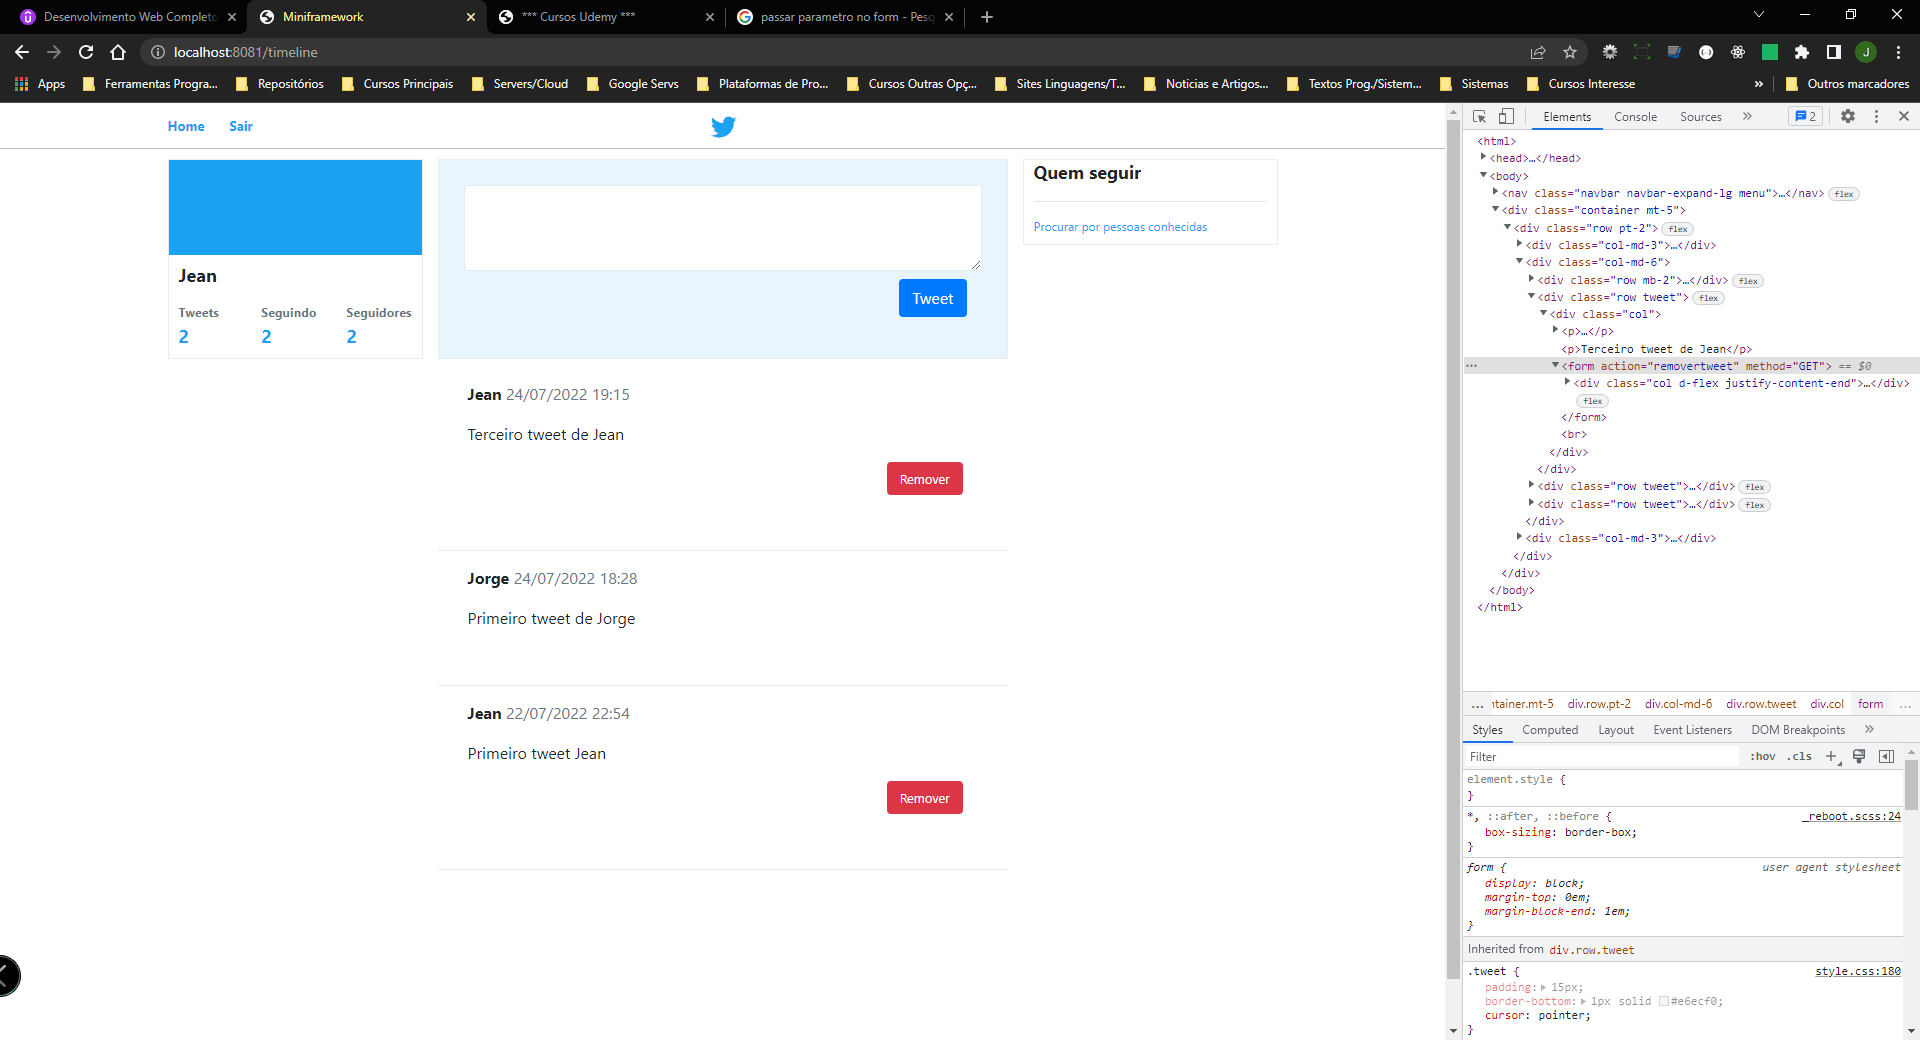 Desenvolvimento Web Completo
Miniframework
*** Cursos Udemy ***
passar parametro no form - Pesq
localhost:8081/timeline
J
Apps
Ferramentas Progra...
Repositórios
Cursos Principais
Servers/Cloud
Google Servs
Plataformas de Pro...
Cursos Outras Opç...
Sites Linguagens/T...
Noticias e Artigos...
Textos Prog./Sistem...
Sistemas
Cursos Interesse
»
Outros marcadores
Home
Sair
Jean
Tweets
Seguindo
Seguidores
2
2
2
Tweet
Quem seguir
Procurar por pessoas conhecidas
Jean 24/07/2022 19:15
Terceiro tweet de Jean
Remover
Jorge 24/07/2022 18:28
Primeiro tweet de Jorge
Jean 22/07/2022 22:54
Primeiro tweet Jean
Remover
Elements
Console
Sources
»
2
<html>
<head>…</head>
<body>
<nav class="navbar navbar-expand-lg menu">…</nav> flex
<div class="container mt-5">
<div class="row pt-2"> flex
<div class="col-md-3">…</div>
<div class="col-md-6">
<div class="row mb-2">…</div> flex
<div class="row tweet"> flex
<div class="col">
<p>…</p>
<p>Terceiro tweet de Jean</p>
<form action="removertweet" method="GET"> == $0
<div class="col d-flex justify-content-end">…</div>
flex
</form>
<br>
</div>
</div>
<div class="row tweet">…</div> flex
<div class="row tweet">…</div> flex
</div>
<div class="col-md-3">…</div>
</div>
</div>
</body>
</html>
... ntainer.mt-5 div.row.pt-2 div.col-md-6 div.row.tweet div.col form ...
Styles
Computed
Layout
Event Listeners
DOM Breakpoints
»
Filter
:hov .cls
element.style {
}
*, ::after, ::before { _reboot.scss:24
box-sizing: border-box;
}
form { user agent stylesheet
display: block;
margin-top: 0em;
margin-block-end: 1em;
}
Inherited from div.row.tweet
.tweet { style.css:180
padding: 15px;
border-bottom: 1px solid #e6ecf0;
cursor: pointer;
}